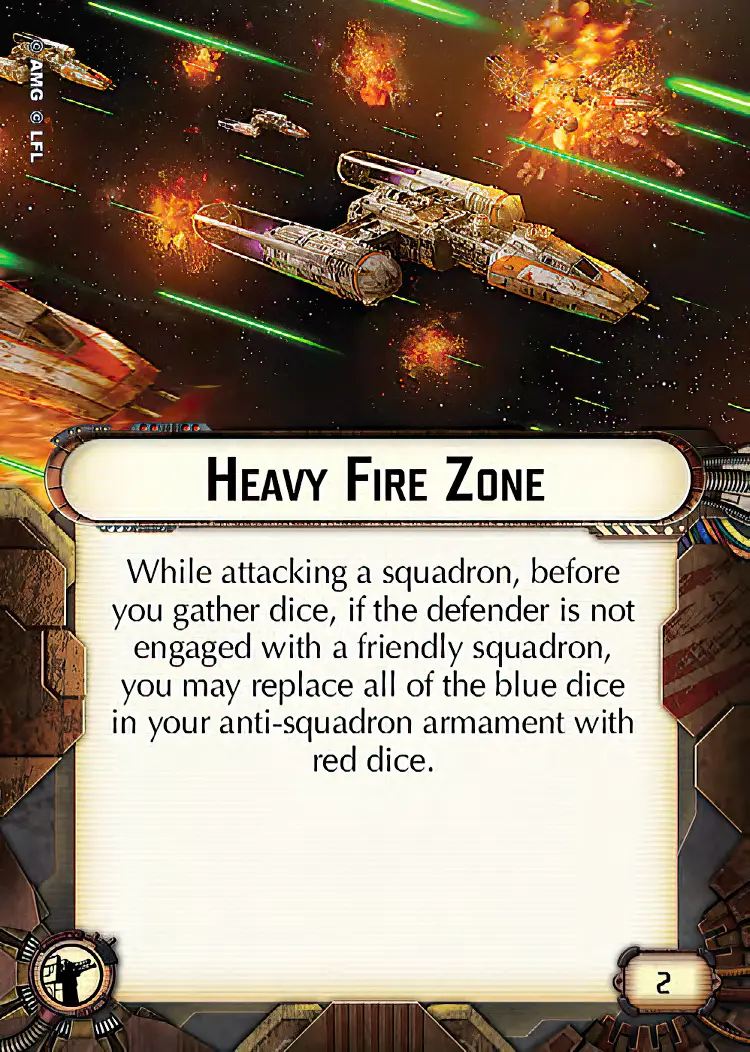 © AMG © LFL
HEAVY FIRE ZONE
While attacking a squadron, before
you gather dice, if the defender is not
engaged with a friendly squadron,
you may replace all of the blue dice
in your anti-squadron armament with
red dice.
2